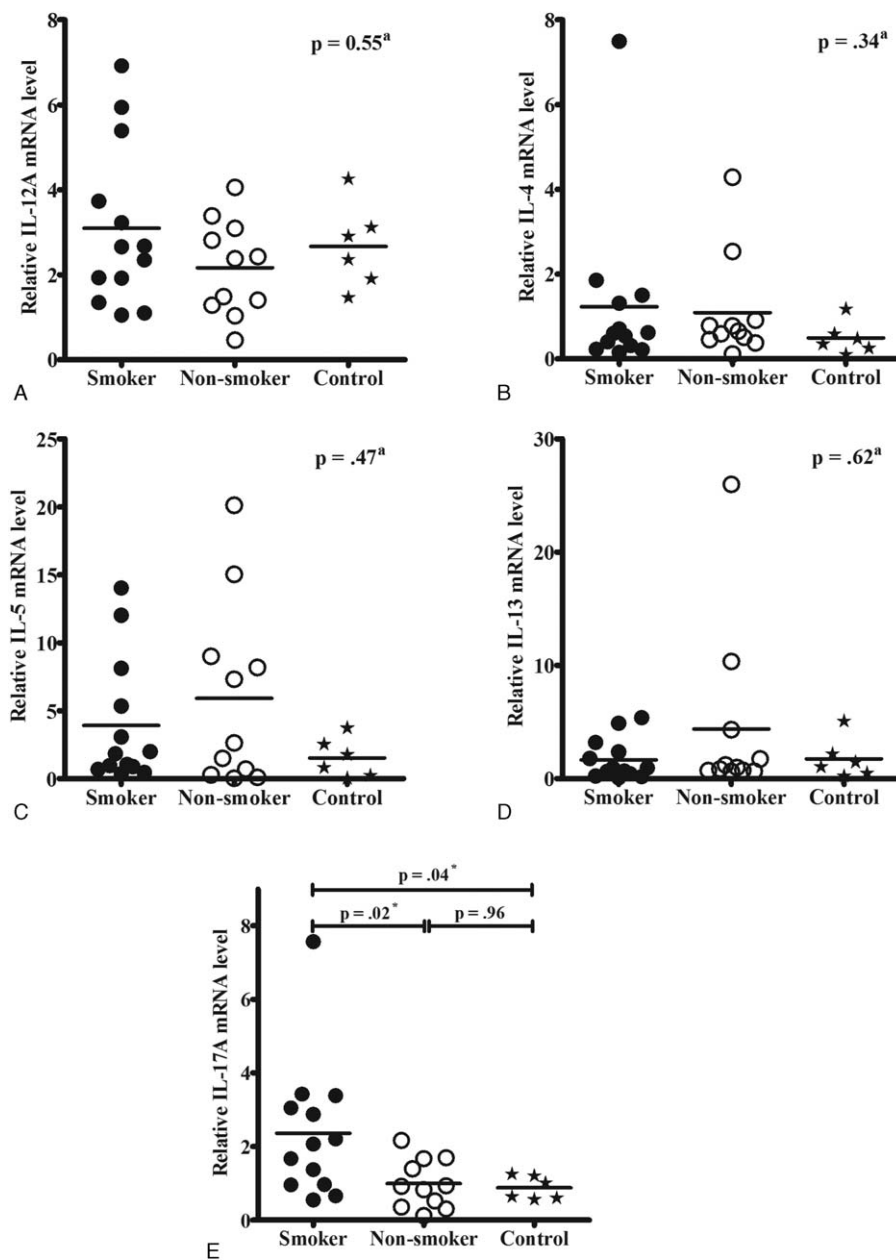 Relative IL-12A mRNA level
8
6
4
2
0
p = 0.55ᵃ
Smoker Non-smoker Control
A
Relative IL-4 mRNA level
8
6
4
2
0
p = .34ᵃ
Smoker Non-smoker Control
B
Relative IL-5 mRNA level
25
20
15
10
5
0
p = .47ᵃ
Smoker Non-smoker Control
C
Relative IL-13 mRNA level
30
20
10
0
p = .62ᵃ
Smoker Non-smoker Control
D
Relative IL-17A mRNA level
8
6
4
2
0
p = .04*
p = .02* p = .96
Smoker Non-smoker Control
E